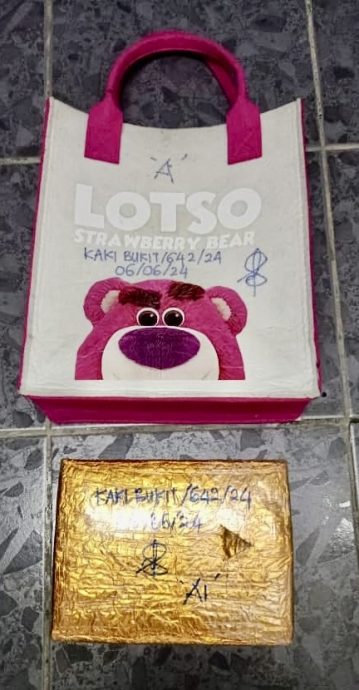 'A'
LOTSO
STRAWBERRY BEAR
KAKI BUKIT/642/24
06/06/24
KAKI BUKIT/642/24
06/24
'A1'